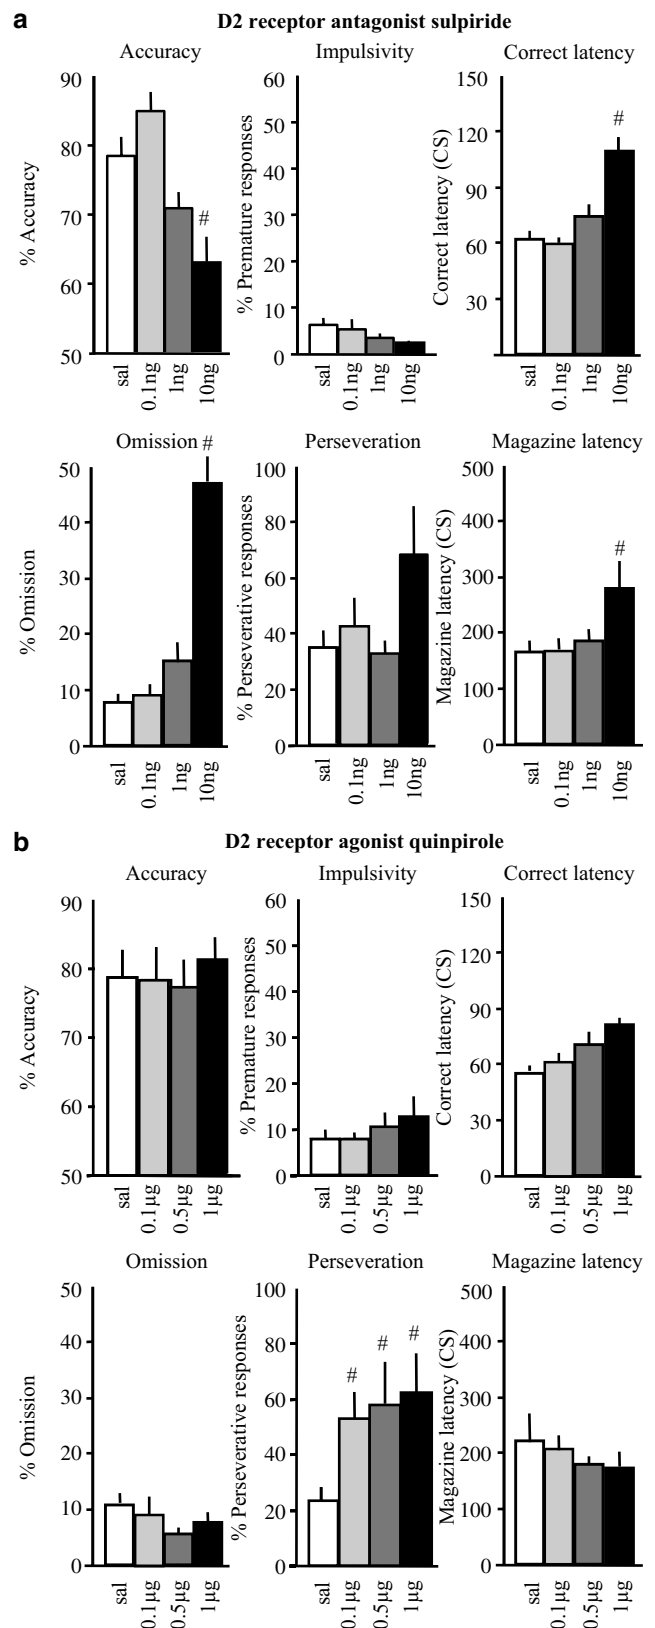 a
D2 receptor antagonist sulpiride
Accuracy
% Accuracy
90
80
70
60
50
#
sal
0.1ng
1ng
10ng
Impulsivity
% Premature responses
60
50
40
30
20
10
0
sal
0.1ng
1ng
10ng
Correct latency
Correct latency (CS)
150
120
90
60
30
#
sal
0.1ng
1ng
10ng
Omission #
% Omission
50
40
30
20
10
0
sal
0.1ng
1ng
10ng
Perseveration
% Perseverative responses
100
80
60
40
20
0
sal
0.1ng
1ng
10ng
Magazine latency
Magazine latency (CS)
500
400
300
200
100
0
#
sal
0.1ng
1ng
10ng
b
D2 receptor agonist quinpirole
Accuracy
% Accuracy
90
80
70
60
50
sal
0.1µg
0.5µg
1µg
Impulsivity
% Premature responses
60
50
40
30
20
10
0
sal
0.1µg
0.5µg
1µg
Correct latency
Correct latency (CS)
150
120
90
60
30
0
sal
0.1µg
0.5µg
1µg
Omission
% Omission
50
40
30
20
10
0
sal
0.1µg
0.5µg
1µg
Perseveration
% Perseverative responses
100
80
60
40
20
0
#
#
#
sal
0.1µg
0.5µg
1µg
Magazine latency
Magazine latency (CS)
500
400
300
200
100
0
sal
0.1µg
0.5µg
1µg